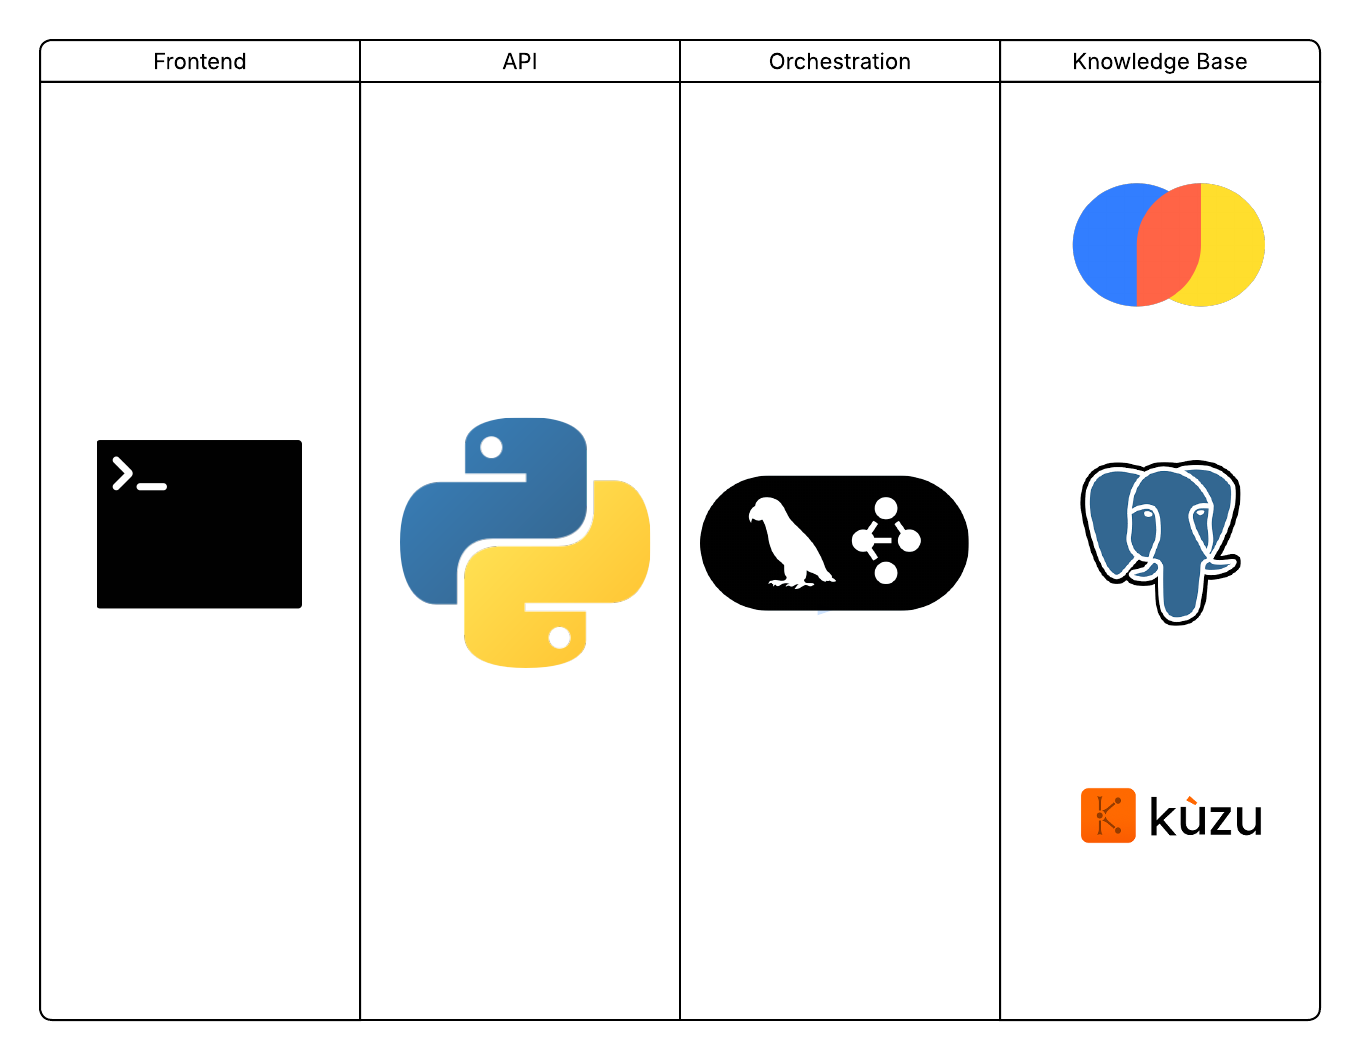 Frontend
API
Orchestration
Knowledge Base
>_
kùzu